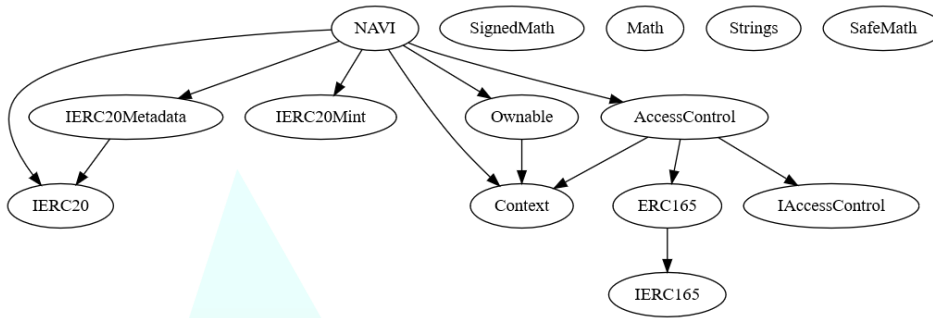 NAVI
SignedMath
Math
Strings
SafeMath
IERC20Metadata
IERC20Mint
Ownable
AccessControl
IERC20
Context
ERC165
IAccessControl
IERC165